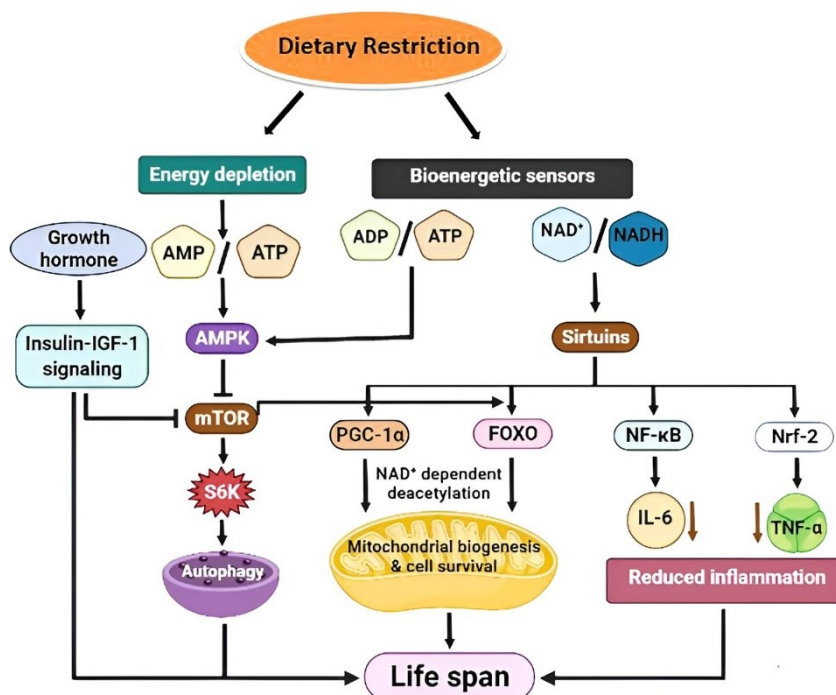 Dietary Restriction
Energy depletion
Bioenergetic sensors
Growth
hormone
AMP / ATP
ADP / ATP
NAD⁺ / NADH
Insulin-IGF-1
signaling
AMPK
Sirtuins
mTOR
PGC-1α
FOXO
NF-κB
Nrf-2
S6K
NAD⁺ dependent
deacetylation
IL-6
TNF-α
Autophagy
Mitochondrial biogenesis
& cell survival
Reduced inflammation
Life span